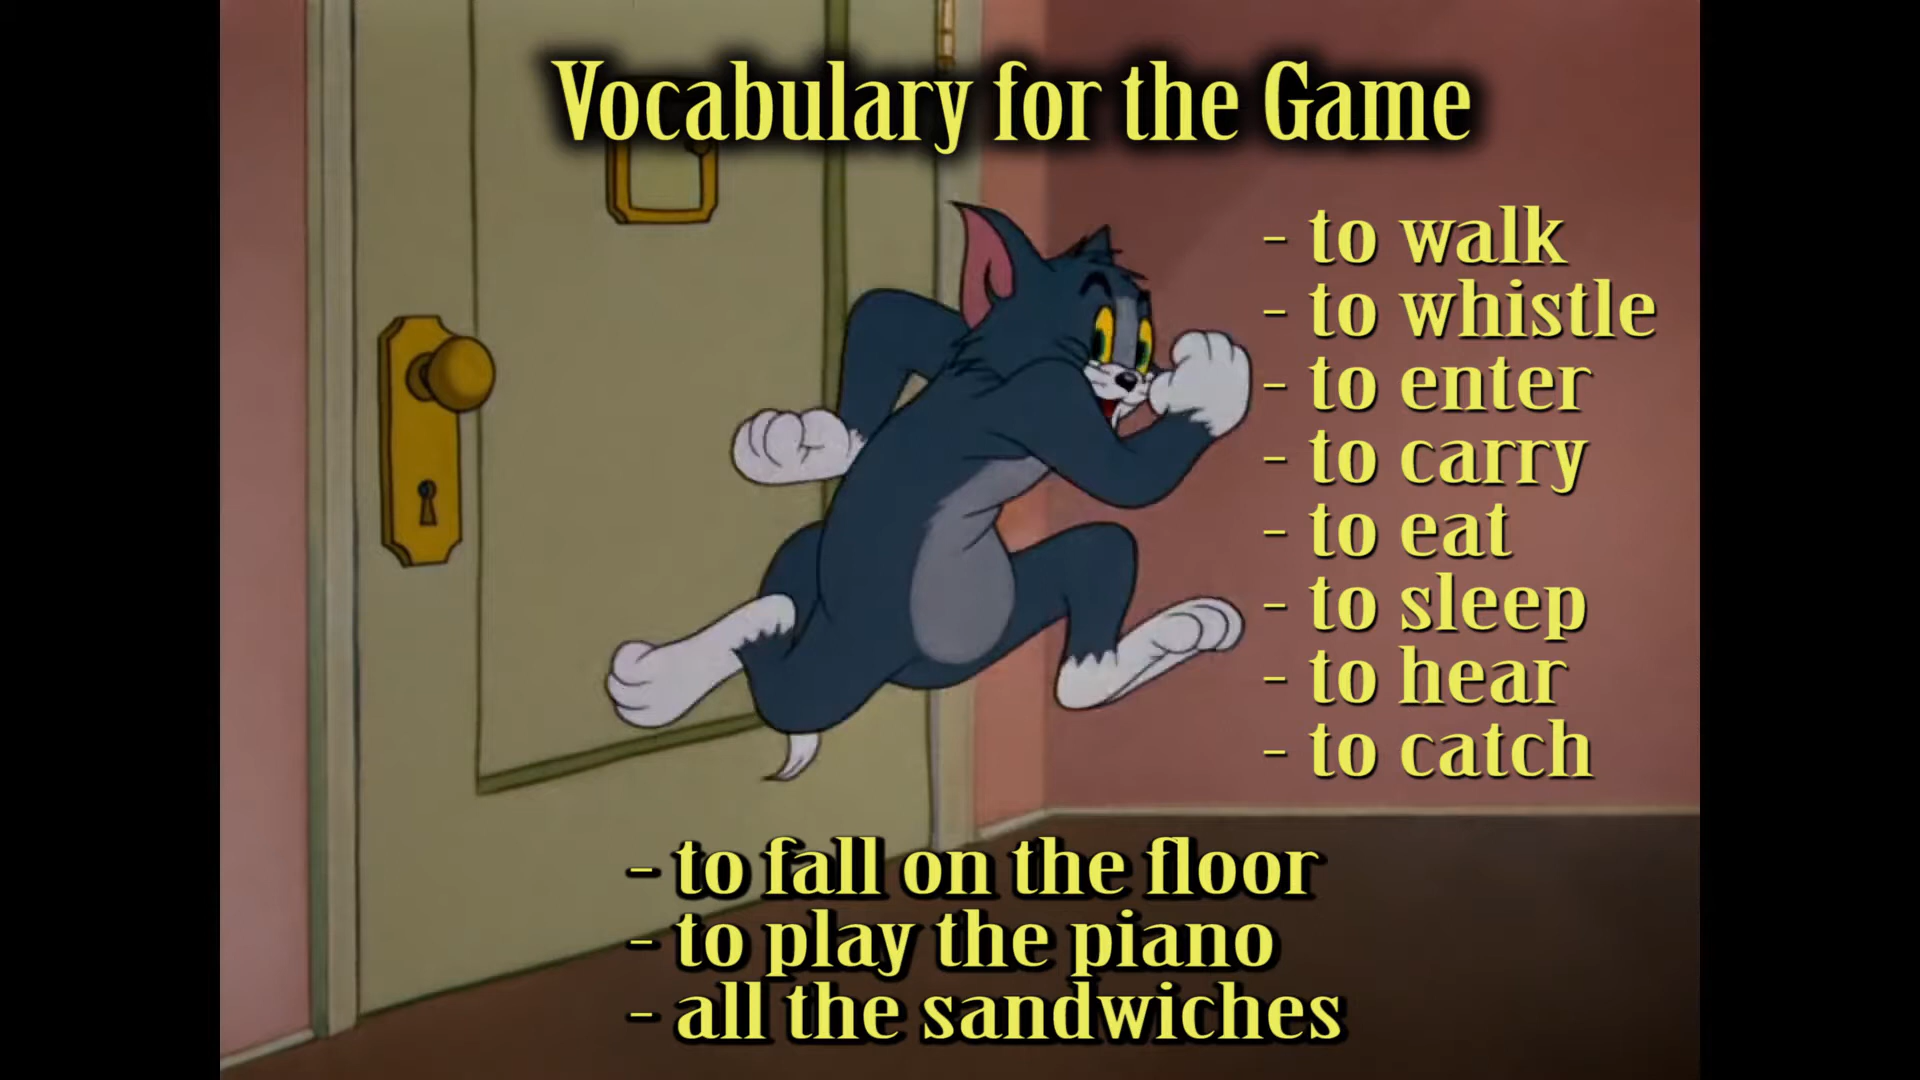 Vocabulary for the Game
- to walk
- to whistle
- to enter
- to carry
- to eat
- to sleep
- to hear
- to catch
- to fall on the floor
- to play the piano
- all the sandwiches